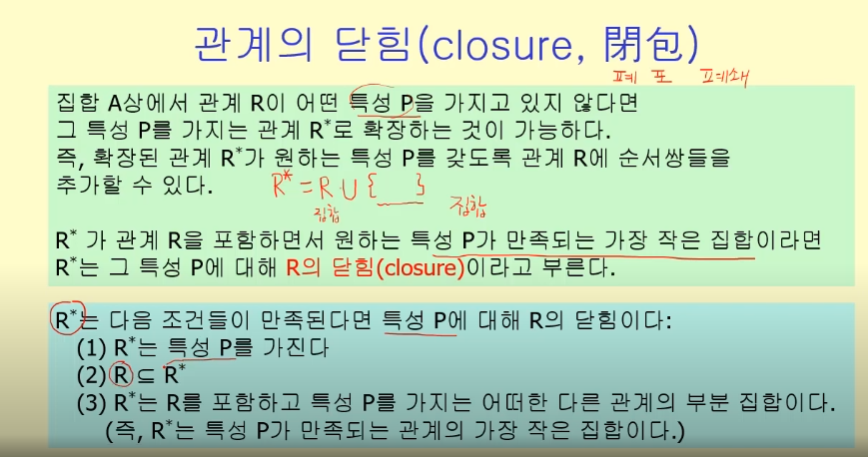 관계의 닫힘(closure, 閉包)
폐 포 폐쇄
집합 A상에서 관계 R이 어떤 특성 P을 가지고 있지 않다면
그 특성 P를 가지는 관계 R*로 확장하는 것이 가능하다.
즉, 확장된 관계 R*가 원하는 특성 P를 갖도록 관계 R에 순서쌍들을
추가할 수 있다.
R* = R ∪ { }
집합 집합
R* 가 관계 R을 포함하면서 원하는 특성 P가 만족되는 가장 작은 집합이라면
R*는 그 특성 P에 대해 R의 닫힘(closure)이라고 부른다.
R*는 다음 조건들이 만족된다면 특성 P에 대해 R의 닫힘이다:
(1) R*는 특성 P를 가진다
(2) R ⊆ R*
(3) R*는 R를 포함하고 특성 P를 가지는 어떠한 다른 관계의 부분 집합이다.
(즉, R*는 특성 P가 만족되는 관계의 가장 작은 집합이다.)